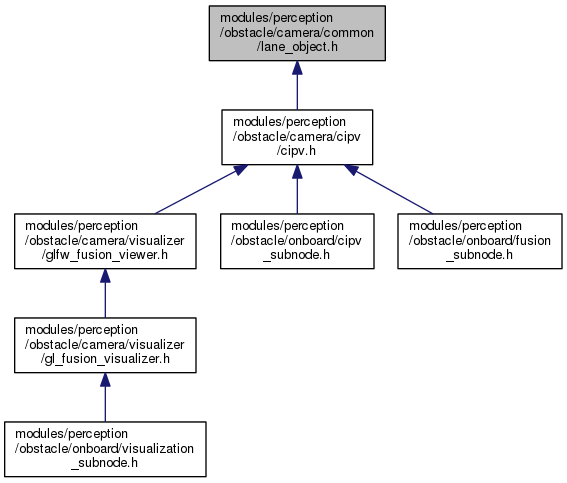 modules/perception
/obstacle/camera/common
/lane_object.h
modules/perception
/obstacle/camera/cipv
/cipv.h
modules/perception
/obstacle/camera/visualizer
/glfw_fusion_viewer.h
modules/perception
/obstacle/onboard/cipv
_subnode.h
modules/perception
/obstacle/onboard/fusion
_subnode.h
modules/perception
/obstacle/camera/visualizer
/gl_fusion_visualizer.h
modules/perception
/obstacle/onboard/visualization
_subnode.h